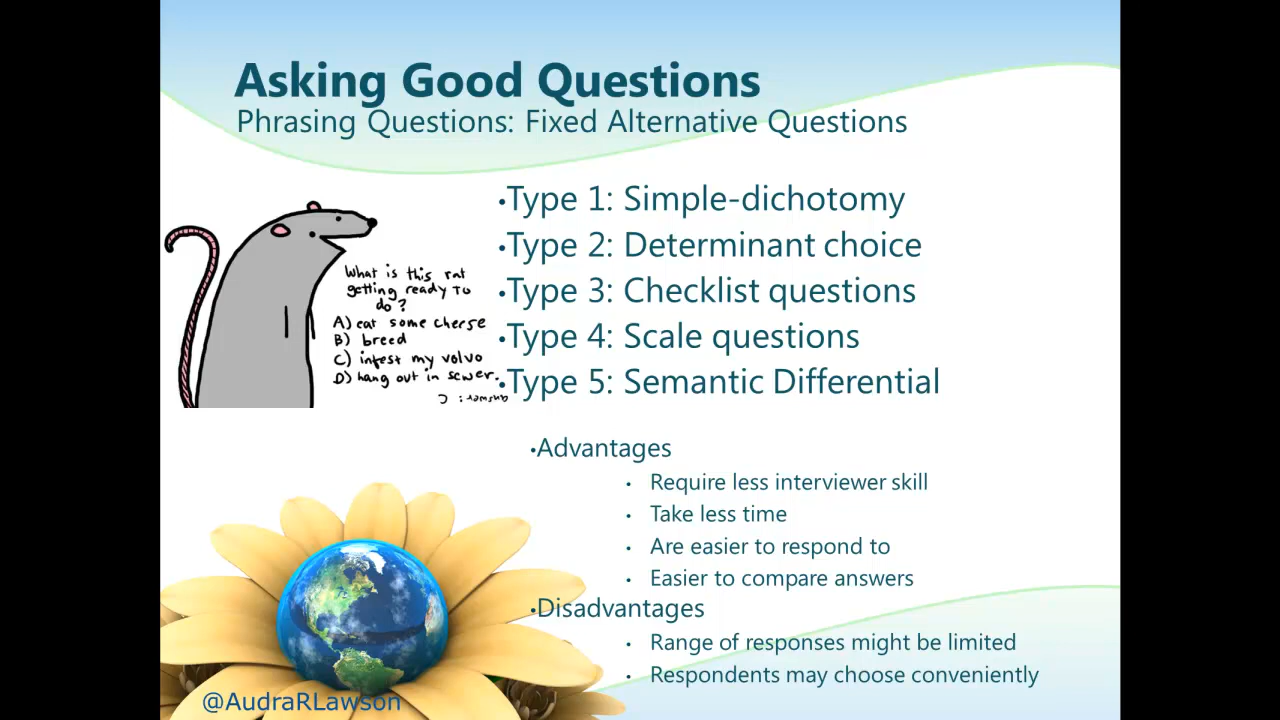 Asking Good Questions
Phrasing Questions: Fixed Alternative Questions
What is this rat
getting ready to
do?
A) eat some cheese
B) breed
C) infest my volvo
D) hang out in sewer.
answer: C
•Type 1: Simple-dichotomy
•Type 2: Determinant choice
•Type 3: Checklist questions
•Type 4: Scale questions
•Type 5: Semantic Differential
•Advantages
• Require less interviewer skill
• Take less time
• Are easier to respond to
• Easier to compare answers
•Disadvantages
• Range of responses might be limited
• Respondents may choose conveniently
@AudraRLawson